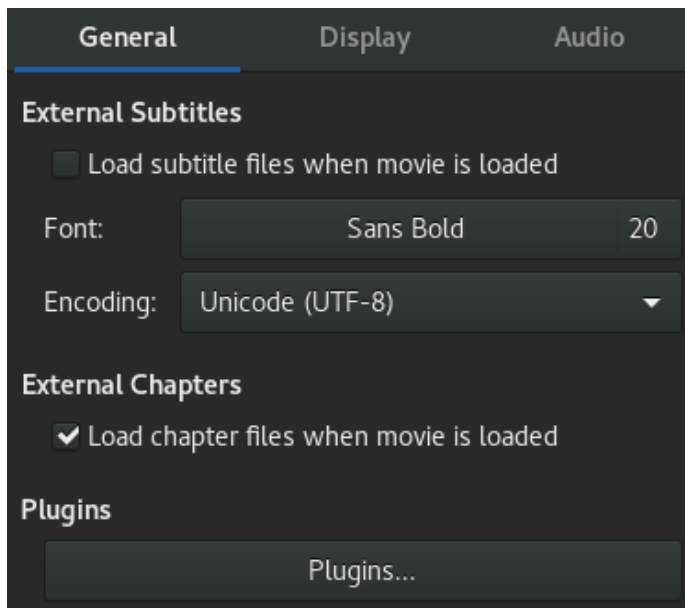 General Display Audio
External Subtitles
Load subtitle files when movie is loaded
Font: Sans Bold 20
Encoding: Unicode (UTF-8)
External Chapters
Load chapter files when movie is loaded
Plugins
Plugins...